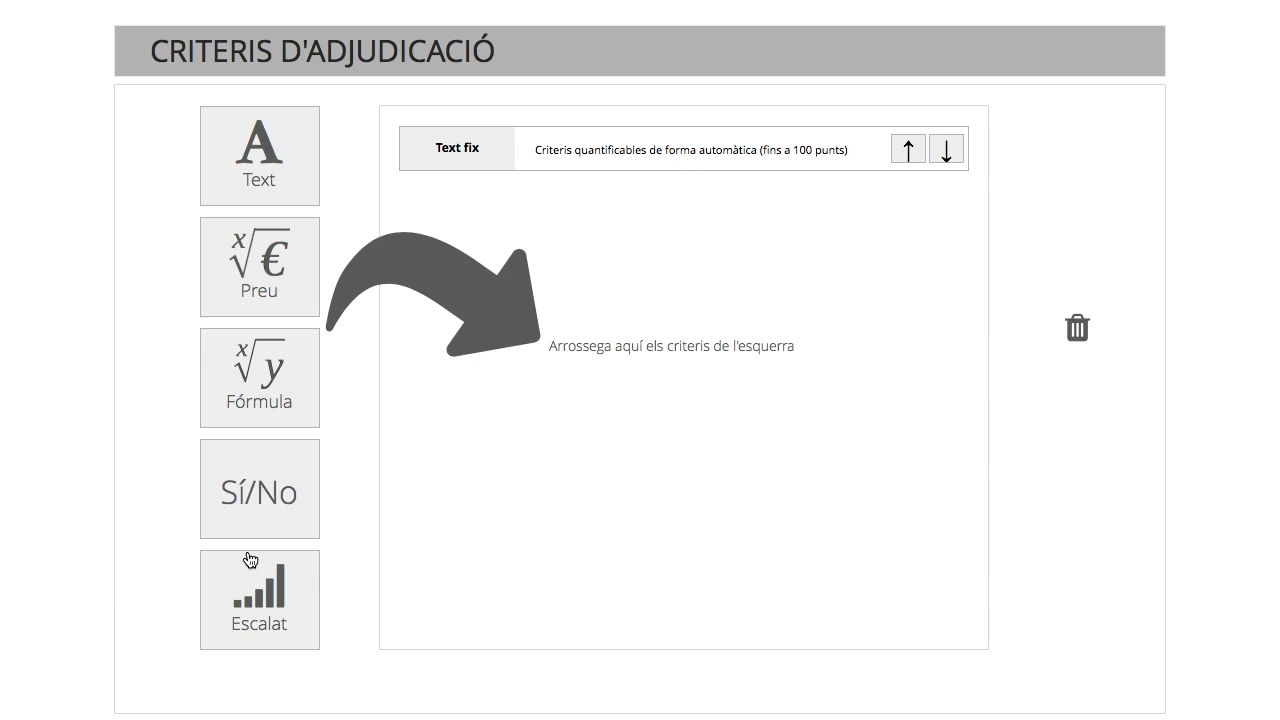 CRITERIS D'ADJUDICACIÓ
A
Text
x√€
Preu
x√y
Fórmula
Sí/No
Escalat
Text fix
Criteris quantificables de forma automàtica (fins a 100 punts)
↑ ↓
Arrossega aquí els criteris de l'esquerra